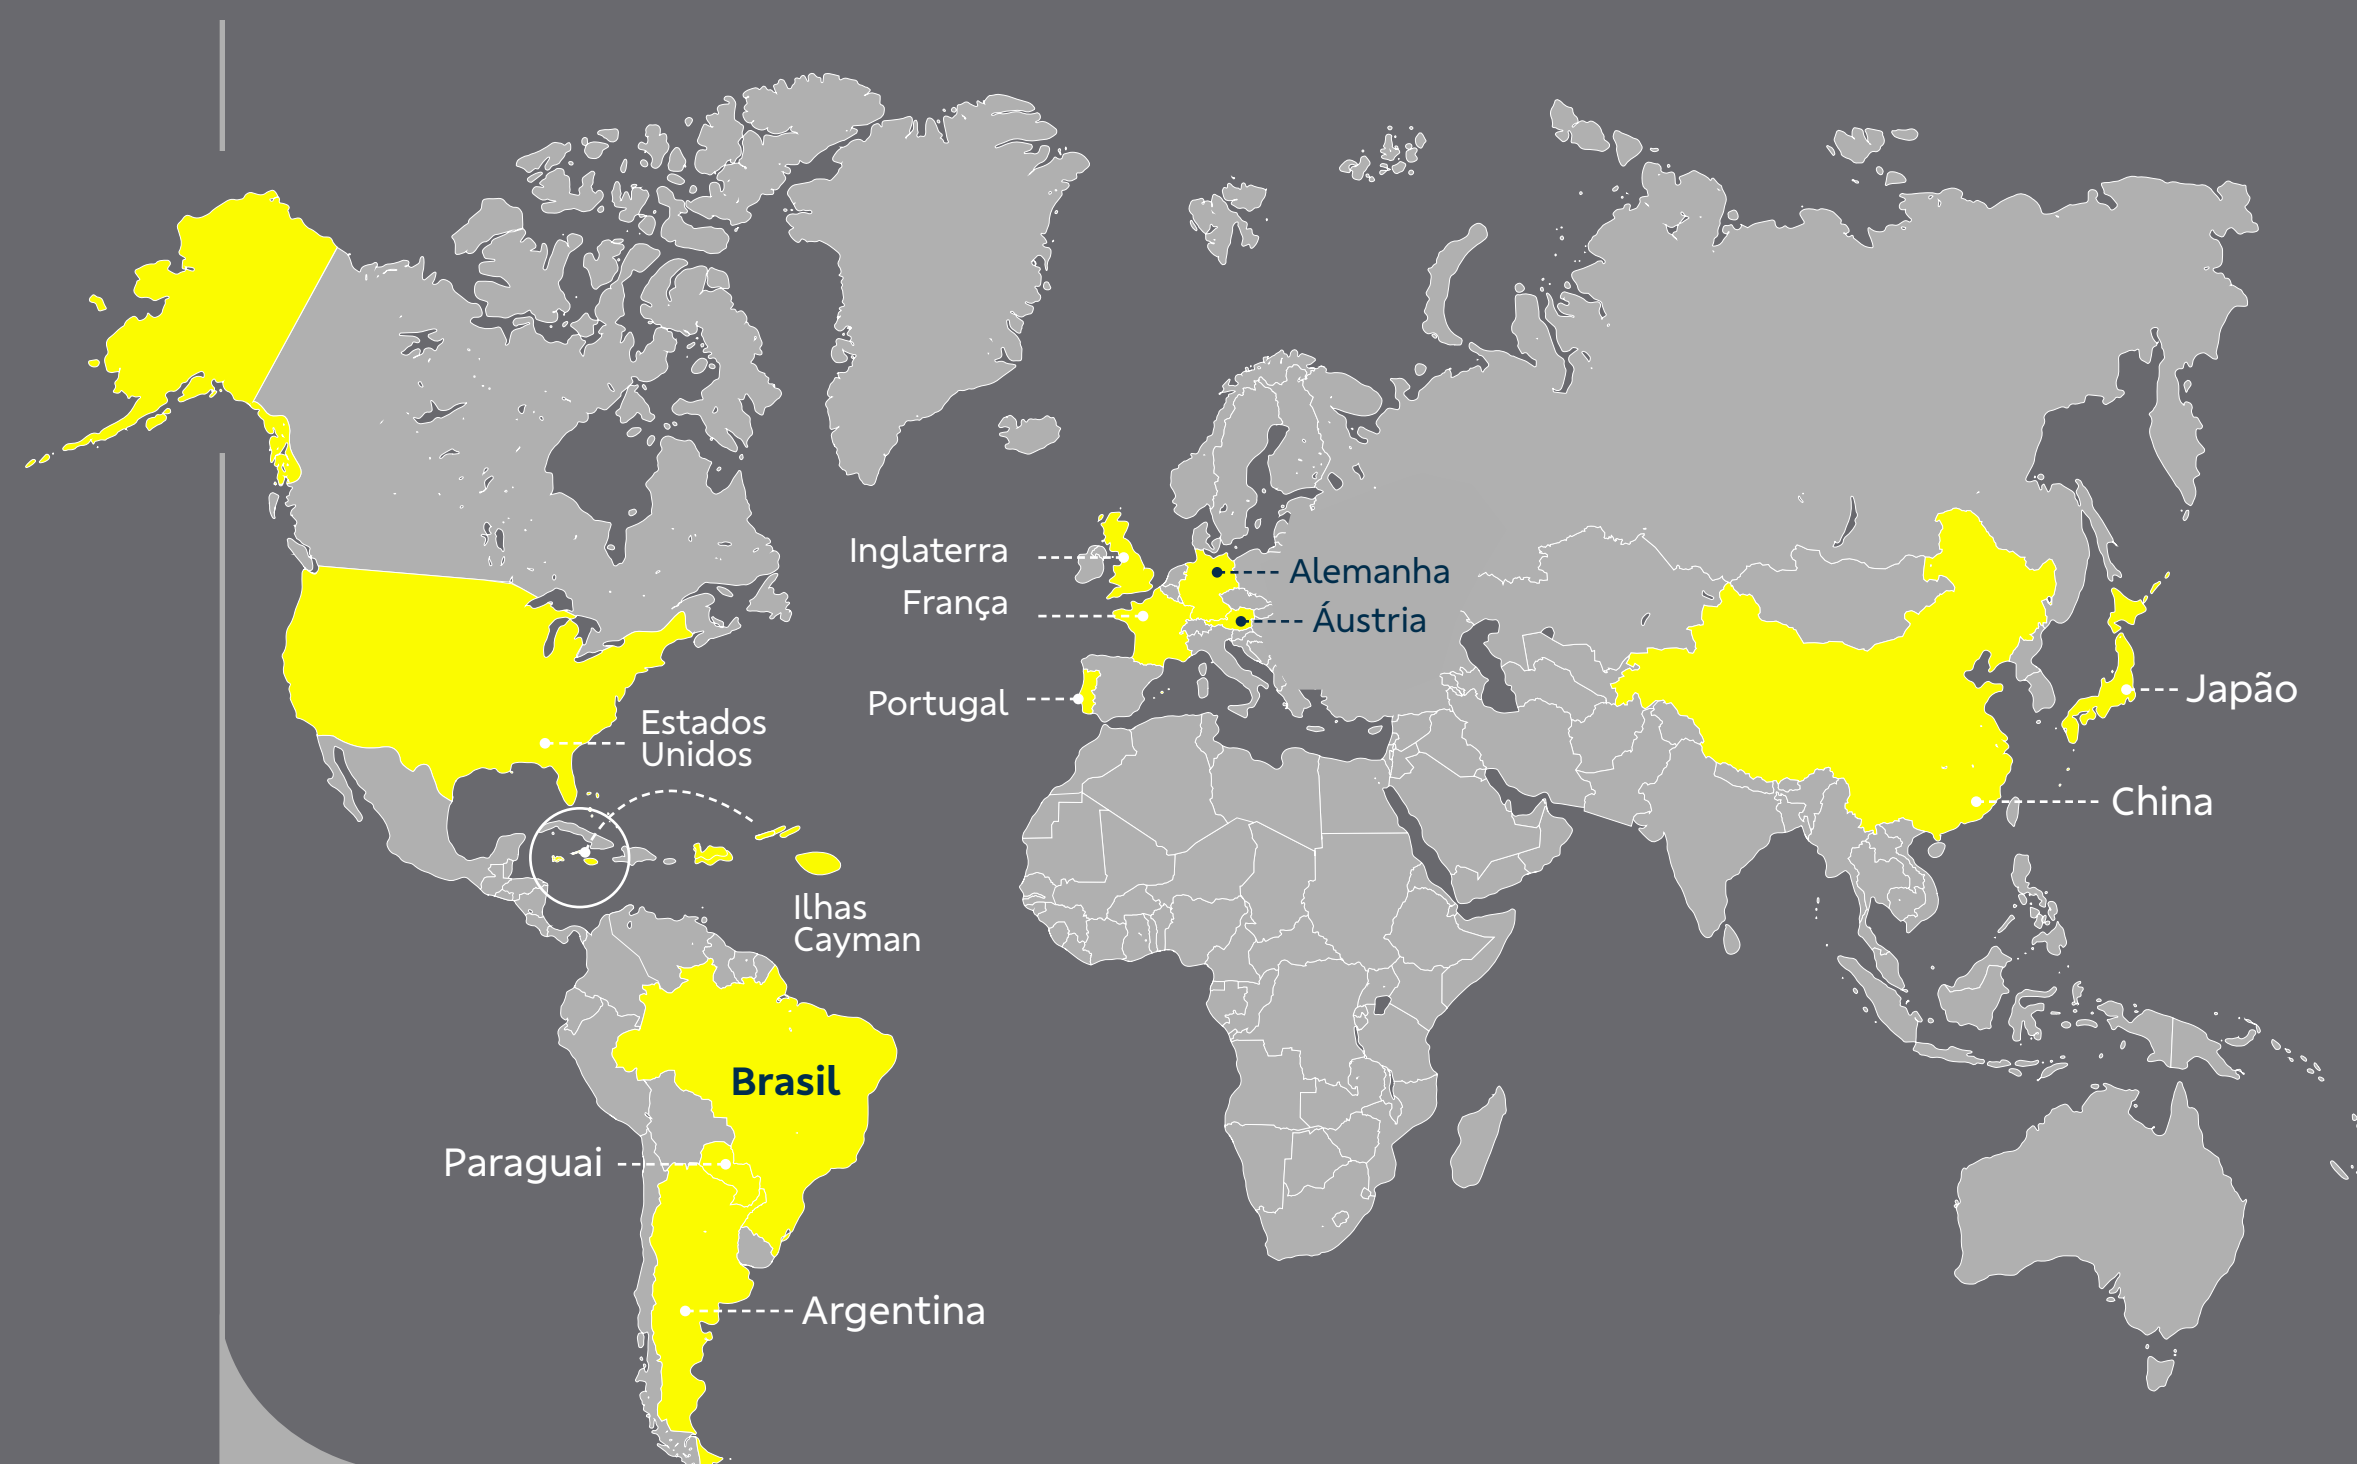 Inglaterra
França
Alemanha
Áustria
Portugal
Estados
Unidos
Japão
China
Ilhas
Cayman
Brasil
Paraguai
Argentina